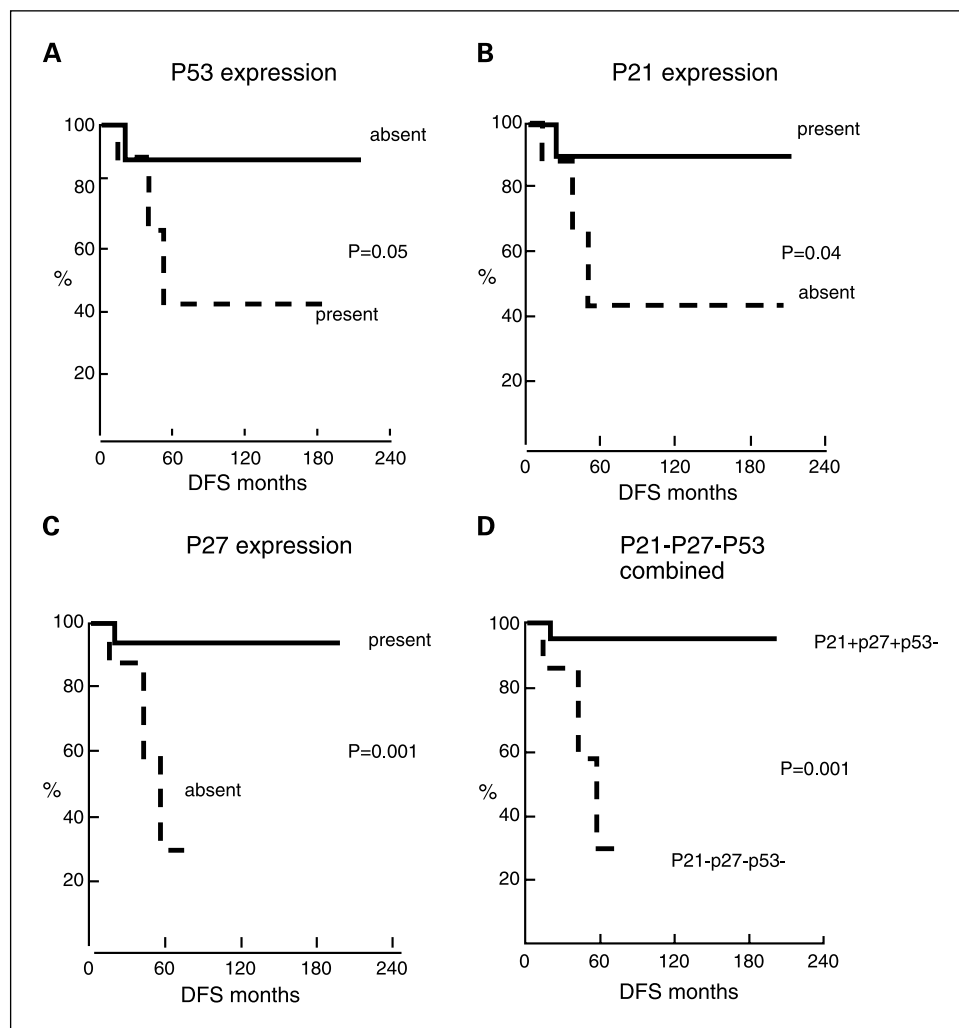 A
P53 expression
100
80
60
%
40
20
absent
P=0.05
present
0 60 120 180 240
DFS months
B
P21 expression
100
80
60
%
40
20
present
P=0.04
absent
0 60 120 180 240
DFS months
C
P27 expression
100
80
60
%
40
20
present
P=0.001
absent
0 60 120 180 240
DFS months
D
P21-P27-P53
combined
100
80
60
%
40
20
P21+p27+p53-
P=0.001
P21-p27-p53-
0 60 120 180 240
DFS months